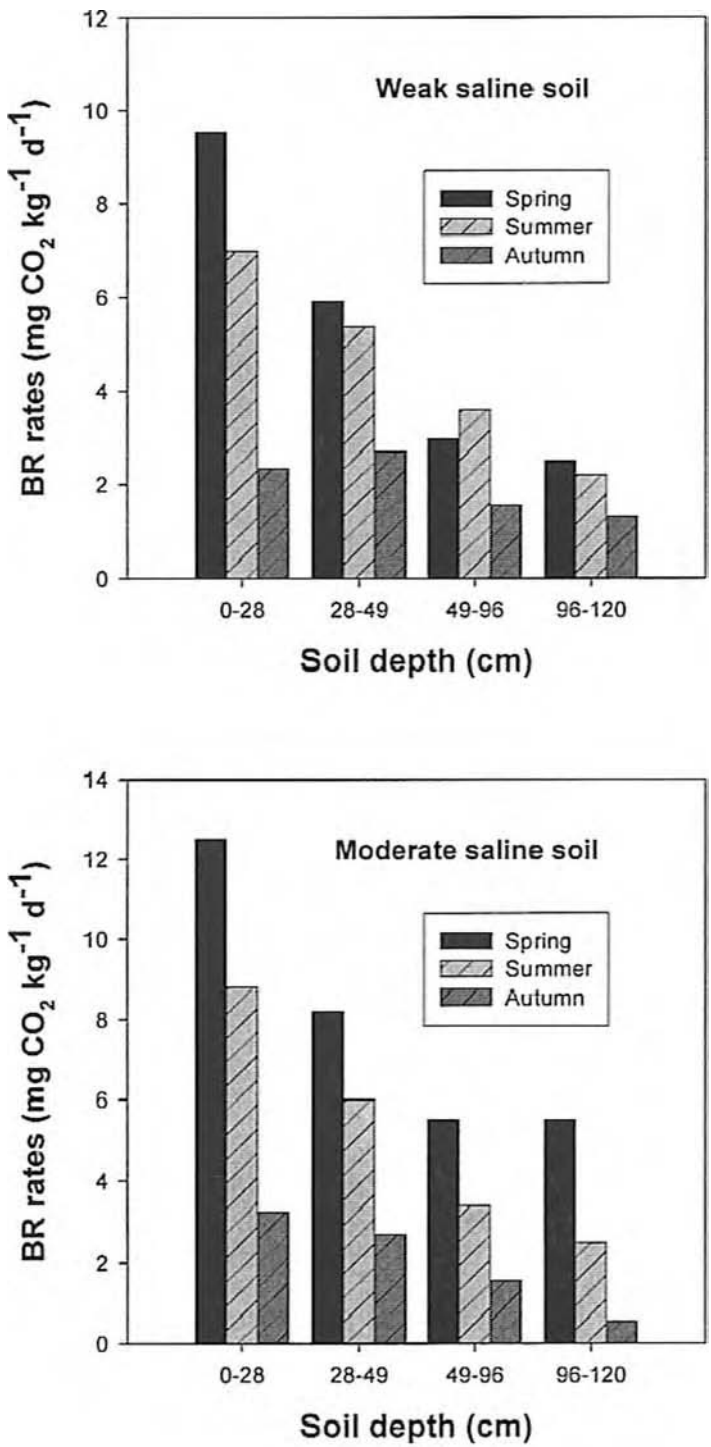 12
Weak saline soil
10
Spring
Summer
Autumn
8
6
4
2
0
BR rates (mg CO₂ kg⁻¹ d⁻¹)
0-28 28-49 49-96 96-120
Soil depth (cm)
14
Moderate saline soil
12
Spring
Summer
Autumn
10
8
6
4
2
0
BR rates (mg CO₂ kg⁻¹ d⁻¹)
0-28 28-49 49-96 96-120
Soil depth (cm)